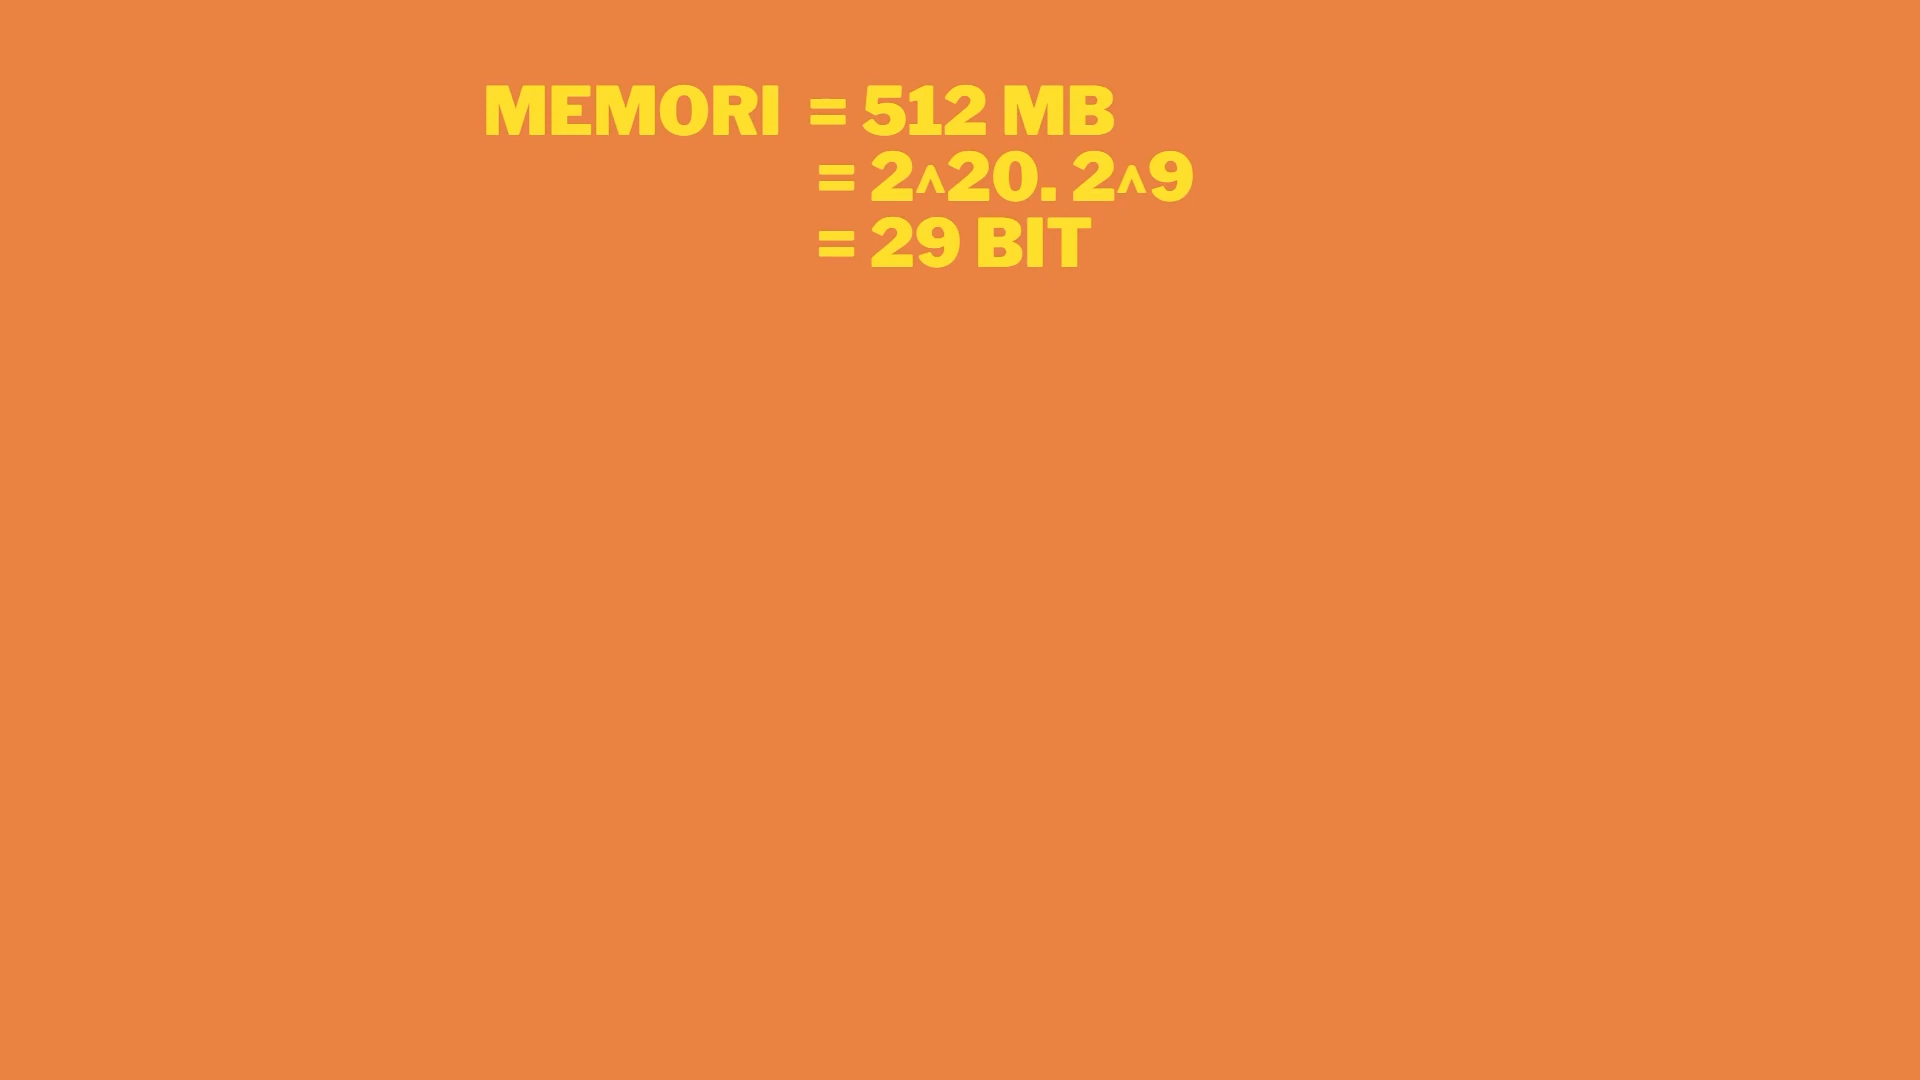 MEMORI = 512 MB
= 2^20. 2^9
= 29 BIT